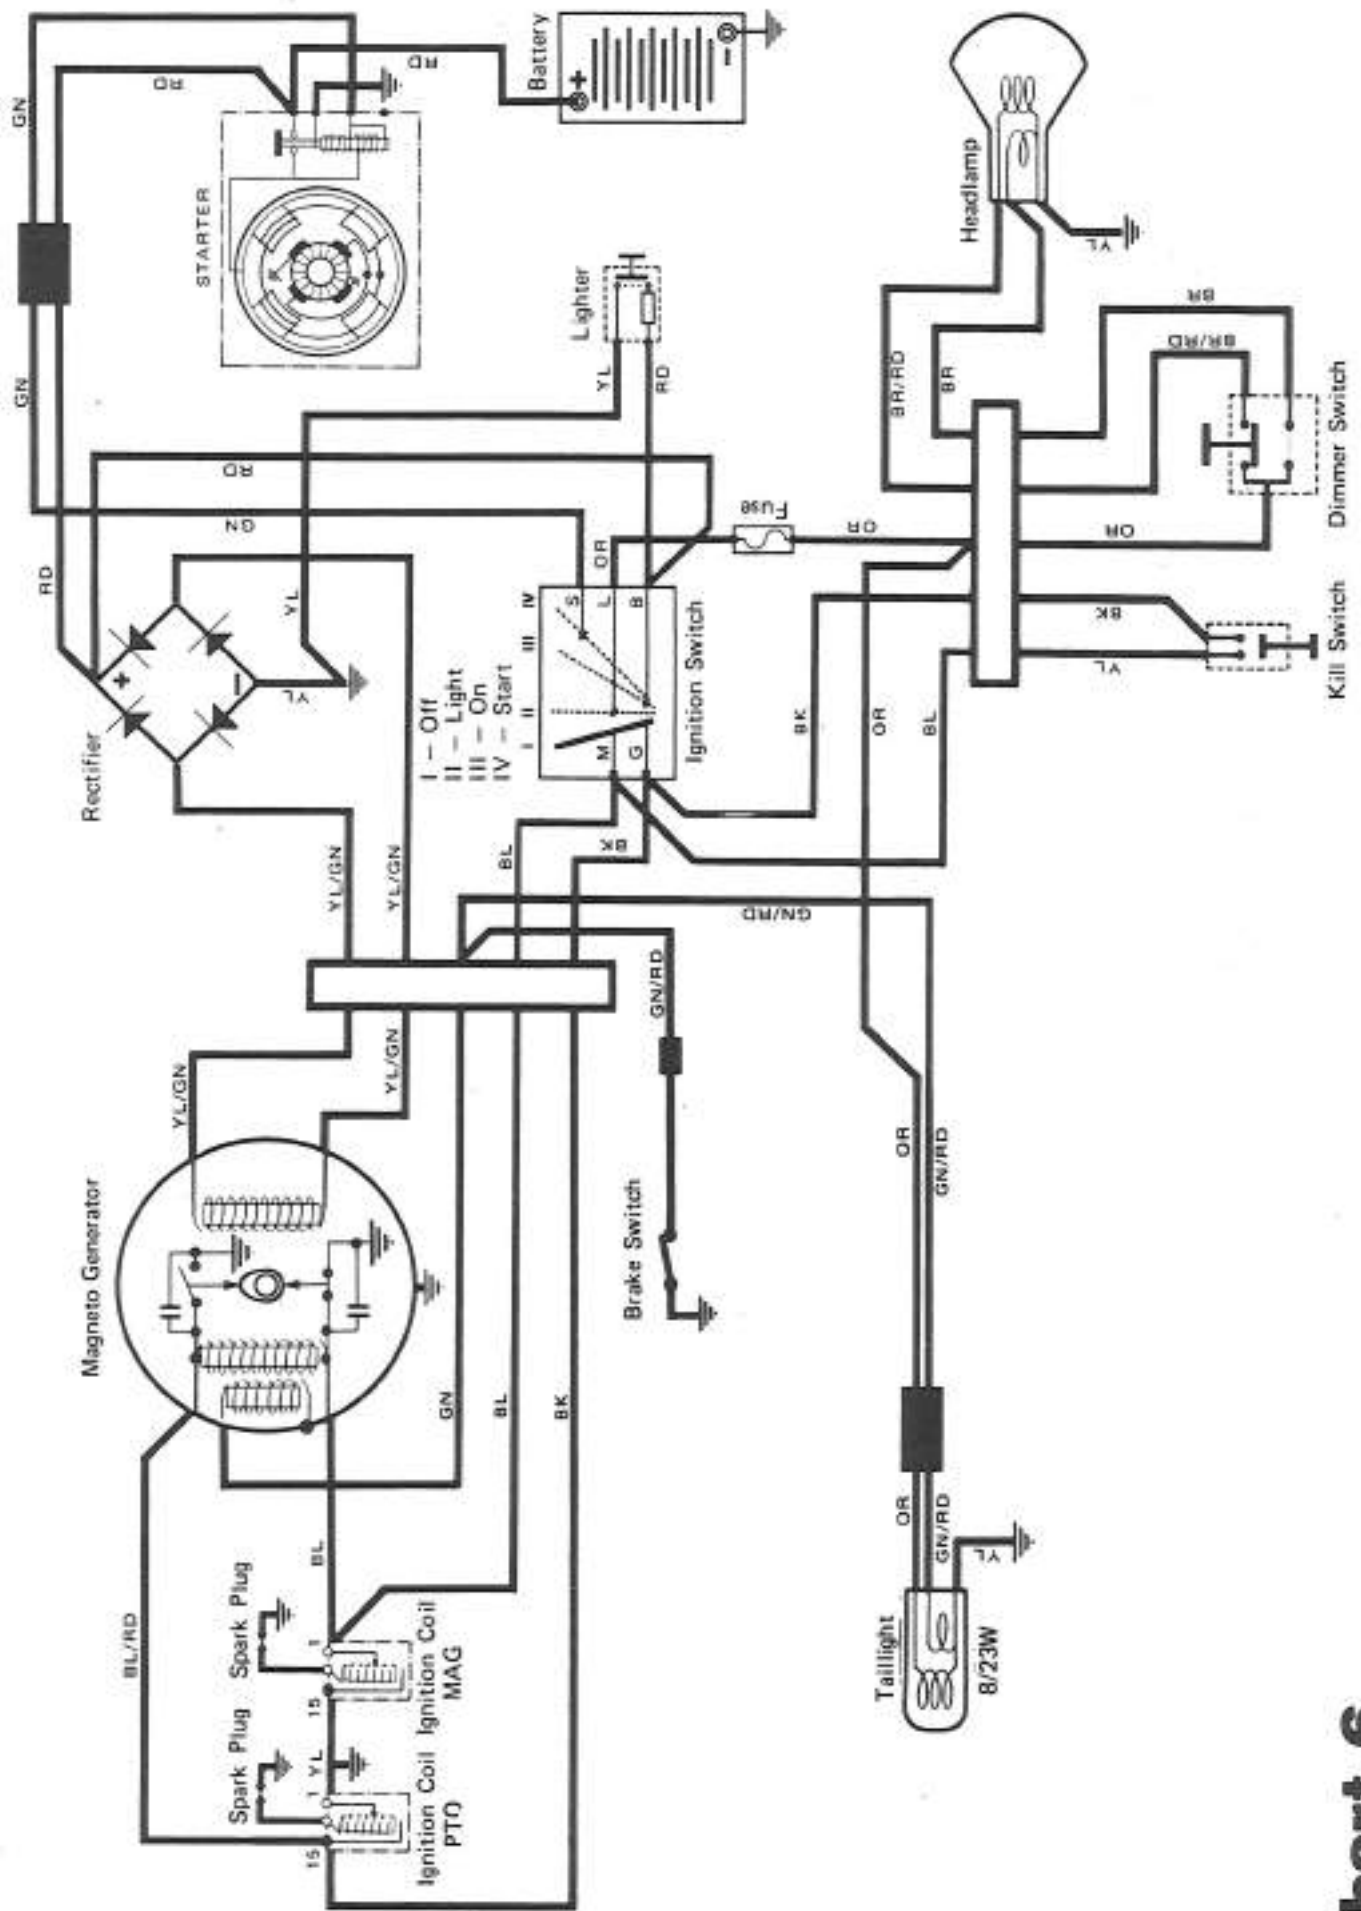 Magneto Generator
Rectifier
STARTER
Battery
+
−
Lighter
Headlamp
Dimmer Switch
Kill Switch
Fuse
Ignition Switch
I – Off
II – Light
III – On
IV – Start
I
II
III
IV
M
G
S
L
B
Brake Switch
Taillight
8/23W
Spark Plug
Spark Plug
Ignition Coil
PTO
Ignition Coil
MAG
15
1
15
1
BL/RD
YL
BL
GN
BL
BK
YL/GN
YL/GN
YL/GN
YL/GN
BL
BK
GN/RD
GN/RD
OR
GN/RD
OR
GN/RD
YL
BK
OR
BL
RD
GN
YL
YL
+
−
GN
RD
GN
RD
RD
YL
RD
OR
OR
OR
BR/RD
BR
BR
BR/RD
YL
BK
YL